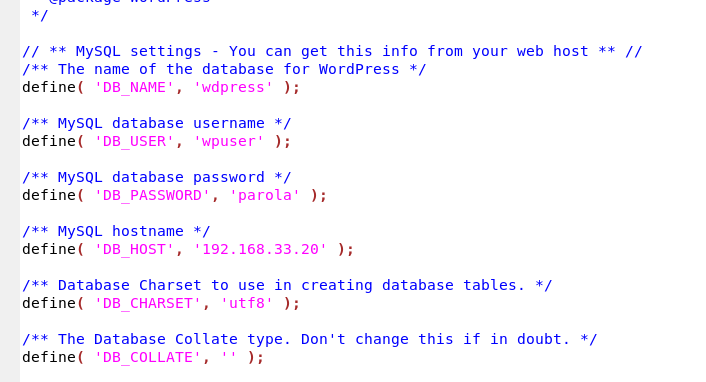 */
// ** MySQL settings - You can get this info from your web host ** //
/** The name of the database for WordPress */
define( 'DB_NAME', 'wdpress' );
/** MySQL database username */
define( 'DB_USER', 'wpuser' );
/** MySQL database password */
define( 'DB_PASSWORD', 'parola' );
/** MySQL hostname */
define( 'DB_HOST', '192.168.33.20' );
/** Database Charset to use in creating database tables. */
define( 'DB_CHARSET', 'utf8' );
/** The Database Collate type. Don't change this if in doubt. */
define( 'DB_COLLATE', '' );